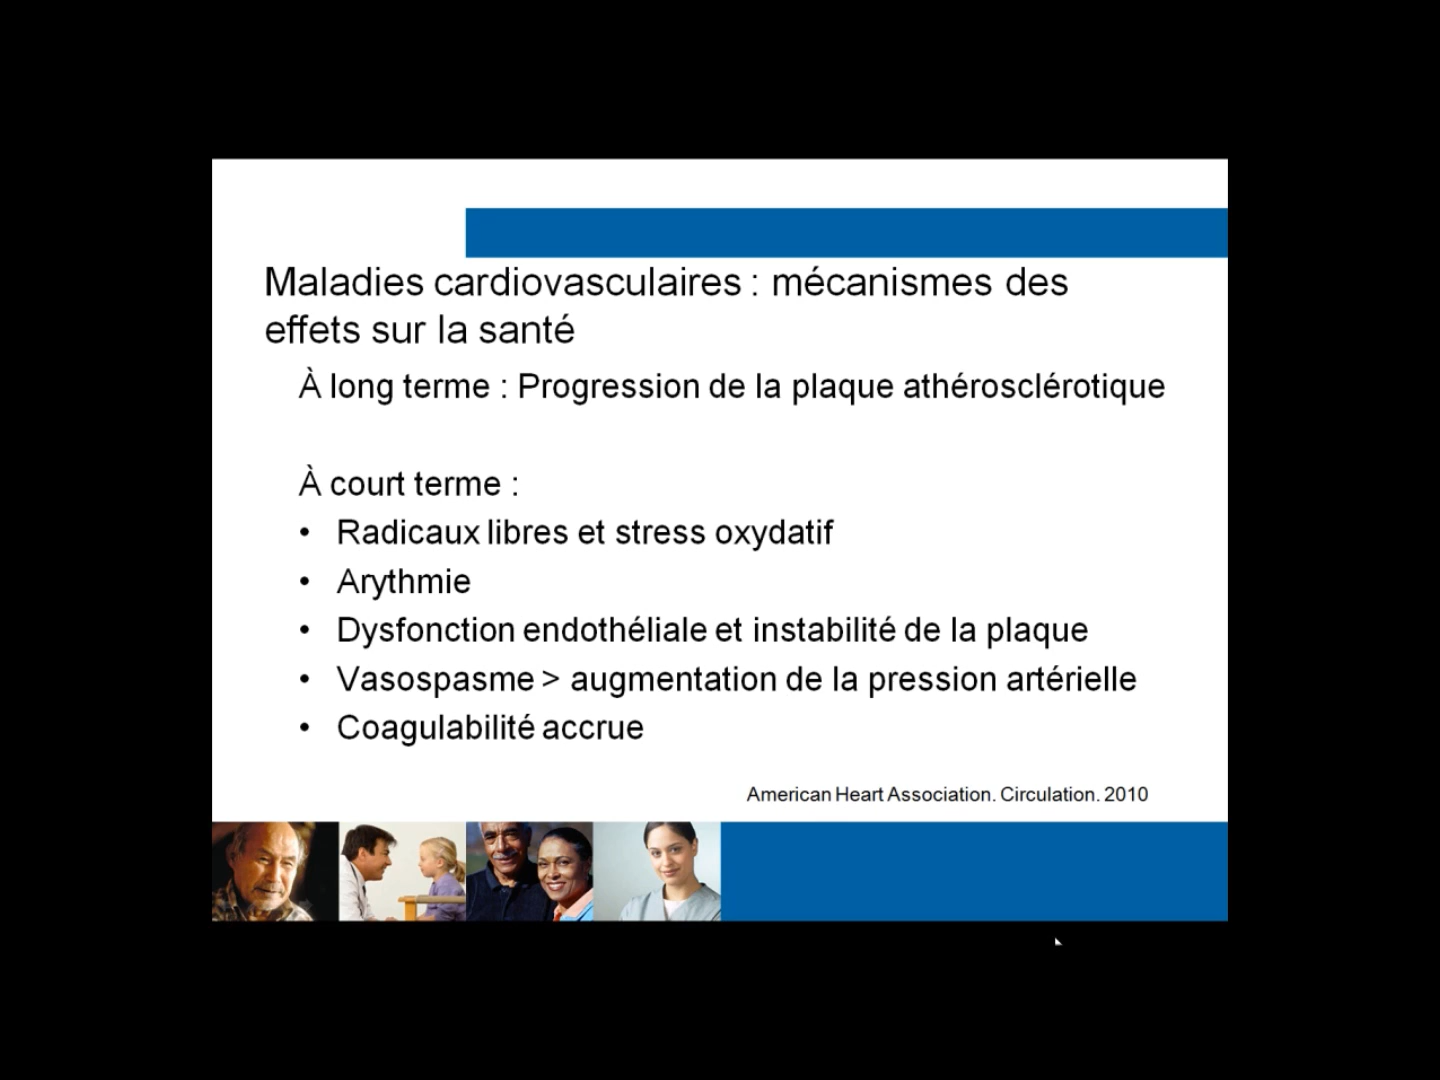 Maladies cardiovasculaires : mécanismes des
effets sur la santé
À long terme : Progression de la plaque athérosclérotique
À court terme :
• Radicaux libres et stress oxydatif
• Arythmie
• Dysfonction endothéliale et instabilité de la plaque
• Vasospasme > augmentation de la pression artérielle
• Coagulabilité accrue
American Heart Association. Circulation. 2010